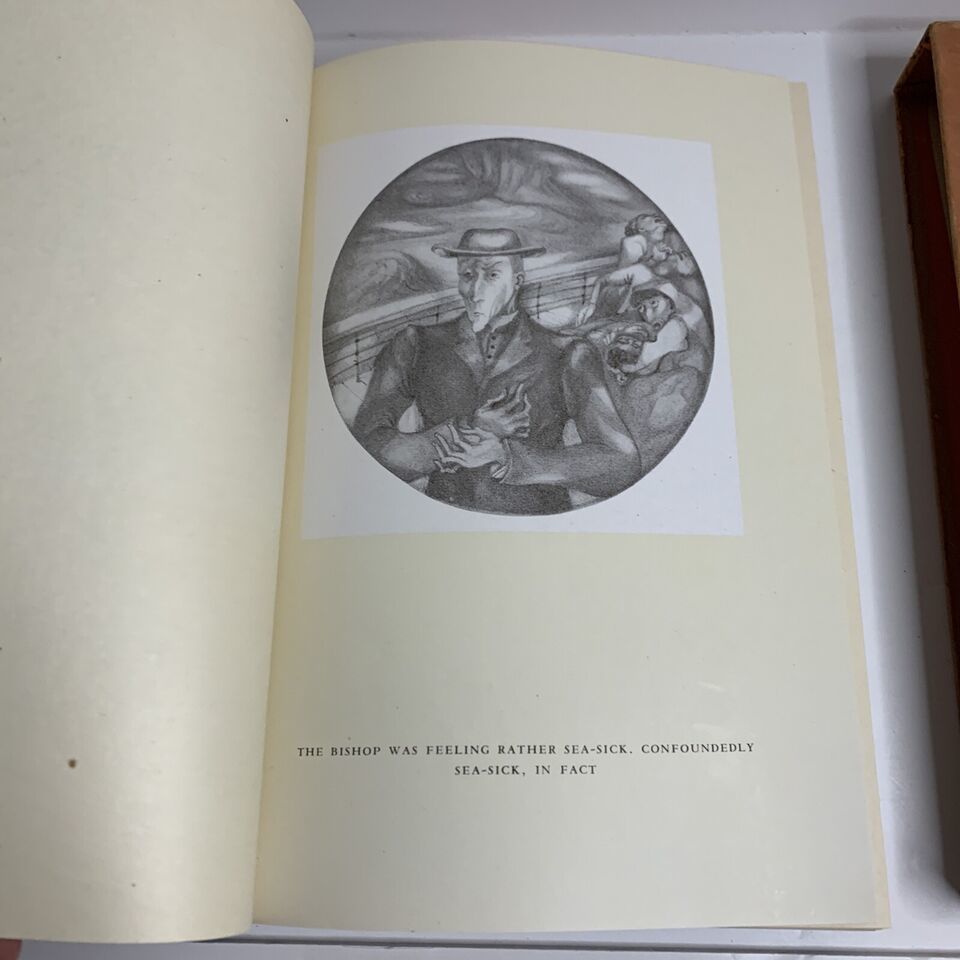 THE BISHOP WAS FEELING RATHER SEA-SICK. CONFOUNDEDLY
SEA-SICK, IN FACT